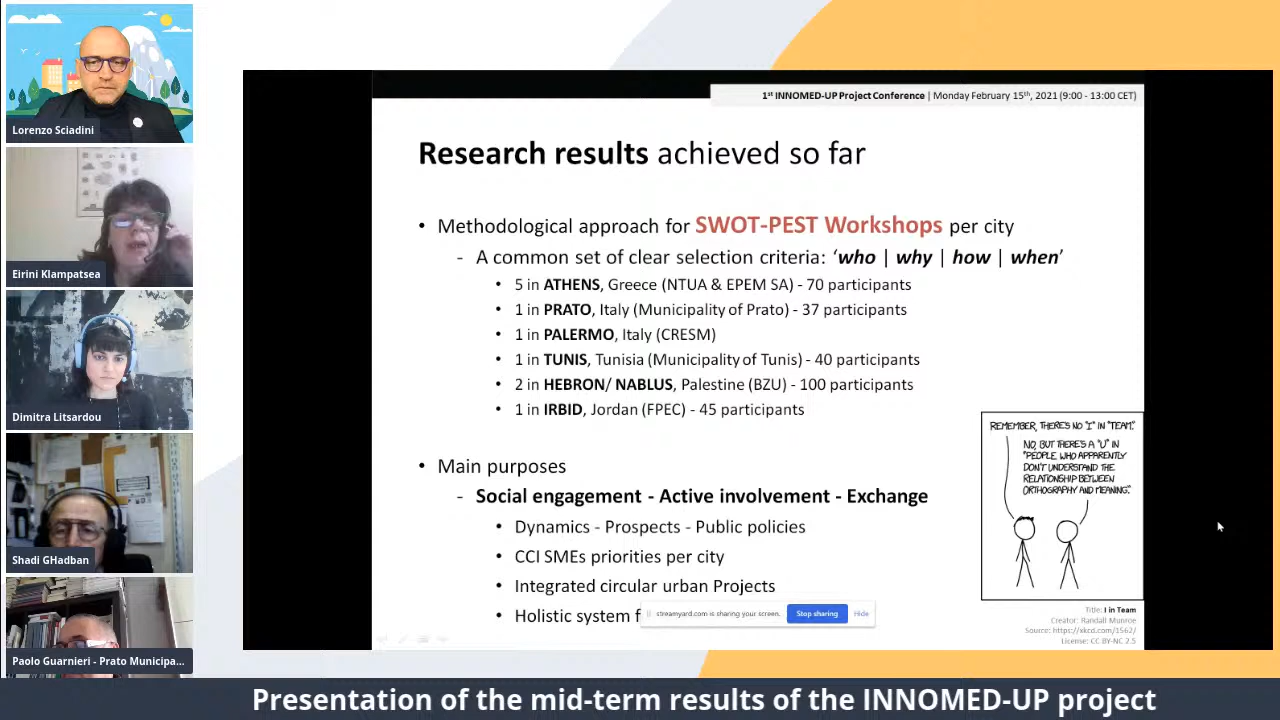 Lorenzo Sciadini
Eirini Klampatsea
Dimitra Litsardou
Shadi GHadban
Paolo Guarnieri - Prato Municipa...
1st INNOMED-UP Project Conference | Monday February 15th, 2021 (9:00 - 13:00 CET)
Research results achieved so far
• Methodological approach for SWOT-PEST Workshops per city
- A common set of clear selection criteria: ‘who | why | how | when’
• 5 in ATHENS, Greece (NTUA & EPEM SA) - 70 participants
• 1 in PRATO, Italy (Municipality of Prato) - 37 participants
• 1 in PALERMO, Italy (CRESM)
• 1 in TUNIS, Tunisia (Municipality of Tunis) - 40 participants
• 2 in HEBRON/ NABLUS, Palestine (BZU) - 100 participants
• 1 in IRBID, Jordan (FPEC) - 45 participants
• Main purposes
- Social engagement - Active involvement - Exchange
• Dynamics - Prospects - Public policies
• CCI SMEs priorities per city
• Integrated circular urban Projects
• Holistic system f
streamyard.com is sharing your screen.
Stop sharing
Hide
REMEMBER, THERE'S NO "I" IN "TEAM."
NO, BUT THERE'S A "U" IN
"PEOPLE WHO APPARENTLY
DON'T UNDERSTAND THE
RELATIONSHIP BETWEEN
ORTHOGRAPHY AND MEANING."
Title: I in Team
Creator: Randall Munroe
Source: https://xkcd.com/1562/
License: CC BY-NC 2.5
Presentation of the mid-term results of the INNOMED-UP project